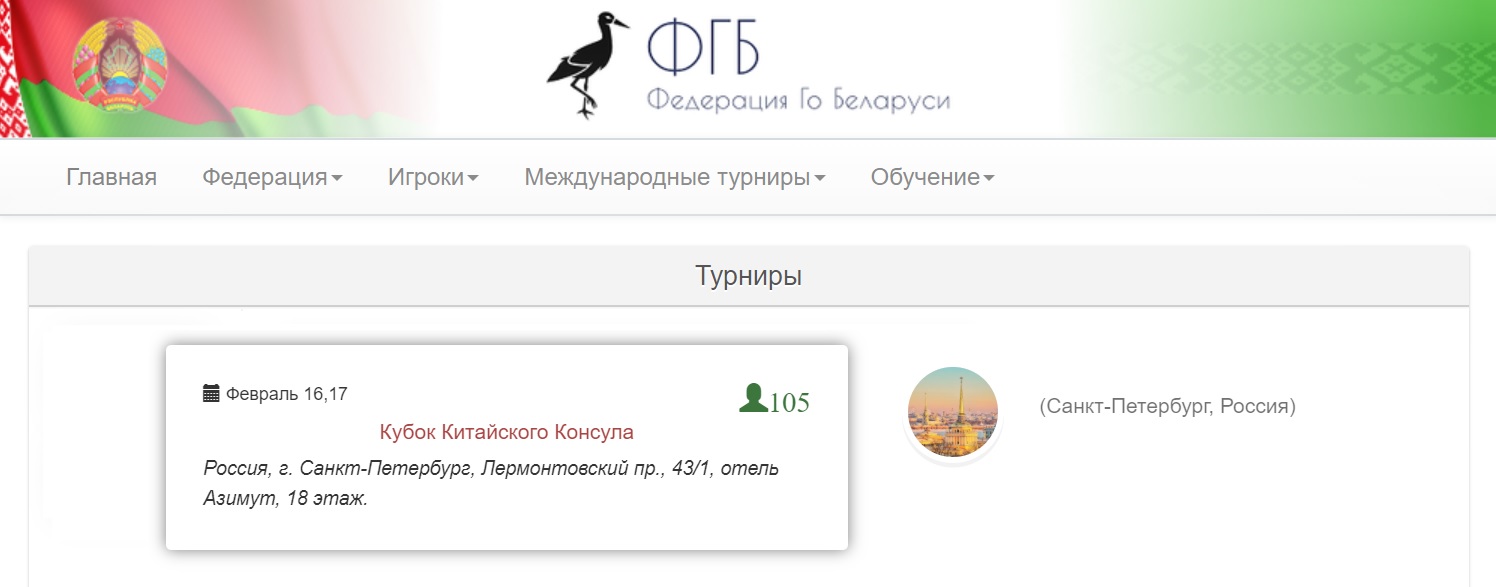 ФГБ
Федерация Го Беларуси
Главная Федерация Игроки Международные турниры Обучение
Турниры
Февраль 16,17
105
Кубок Китайского Консула
Россия, г. Санкт-Петербург, Лермонтовский пр., 43/1, отель
Азимут, 18 этаж.
(Санкт-Петербург, Россия)